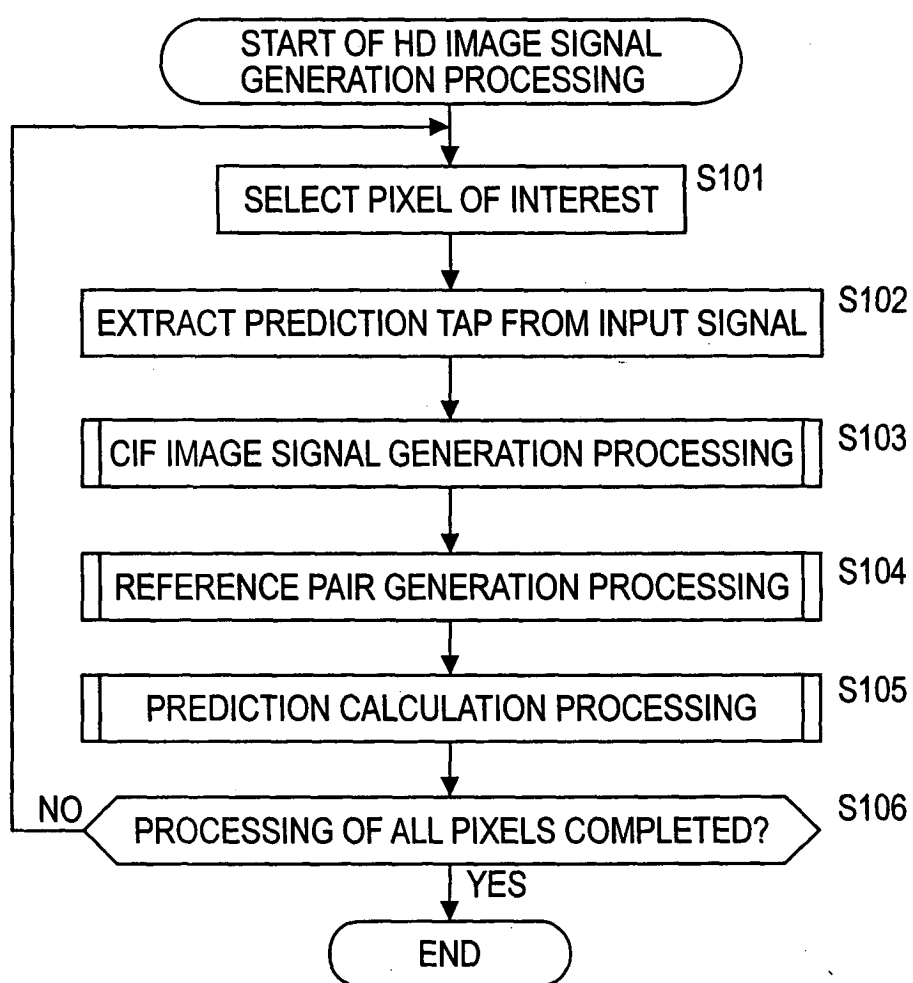 START OF HD IMAGE SIGNAL
GENERATION PROCESSING
SELECT PIXEL OF INTEREST
S101
EXTRACT PREDICTION TAP FROM INPUT SIGNAL
S102
CIF IMAGE SIGNAL GENERATION PROCESSING
S103
REFERENCE PAIR GENERATION PROCESSING
S104
PREDICTION CALCULATION PROCESSING
S105
NO
PROCESSING OF ALL PIXELS COMPLETED?
S106
YES
END